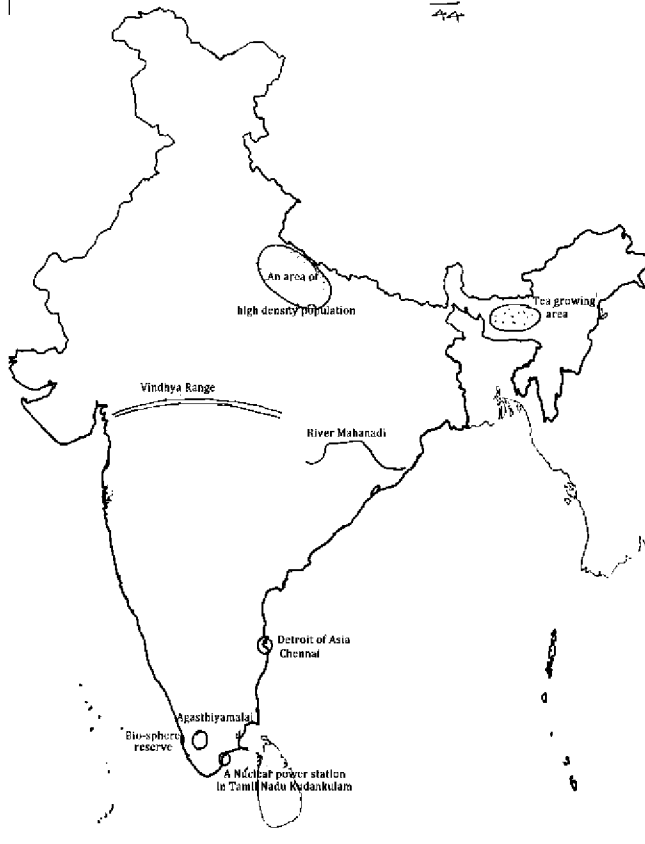 44
An area of
high density population
Tea growing
area
Vindhya Range
River Mahanadi
Detroit of Asia
Chennai
Agasthiyamalai
Bio-sphere
reserve
A Nuclear power station
in Tamil Nadu Kudankulam